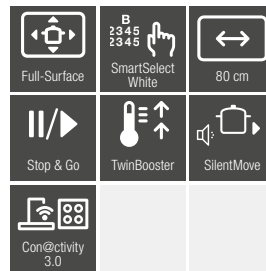 Full-Surface
B
2345
2345
SmartSelect
White
80 cm
Stop & Go
TwinBooster
SilentMove
Con@ctivity
3.0